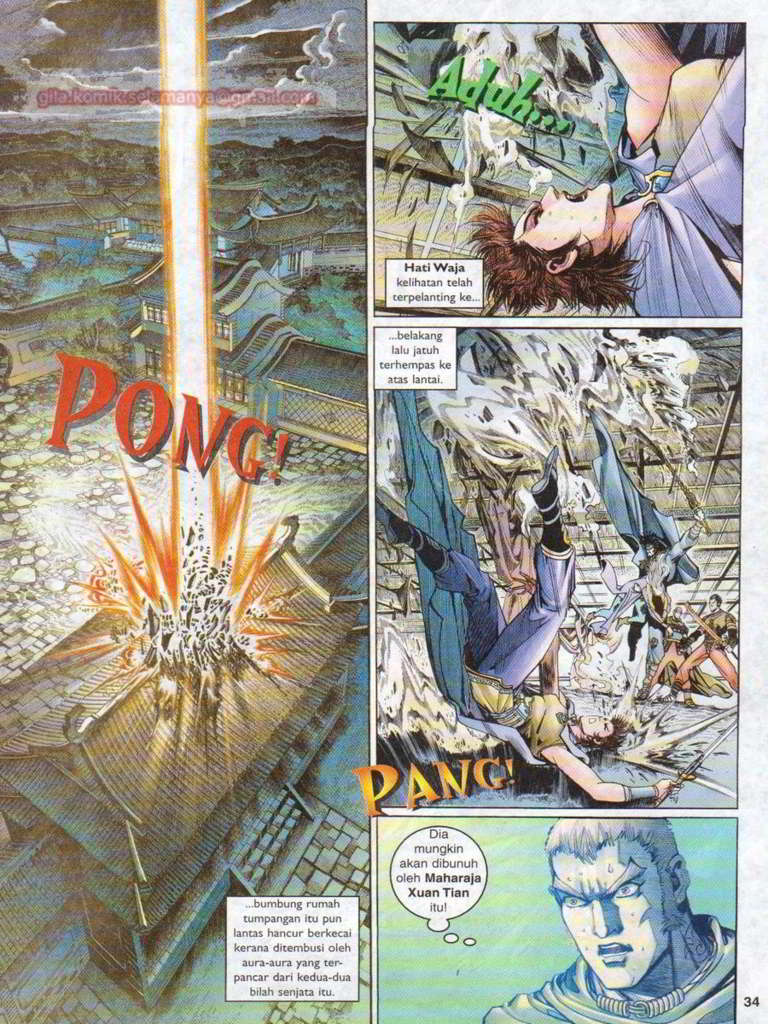 gila.komik.selamanya@gmail.com
PONG!
...bumbung rumah
tumpangan itu pun
lantas hancur berkecai
kerana ditembusi oleh
aura-aura yang ter-
pancar dari kedua-dua
bilah senjata itu.
Aduh...
Hati Waja
kelihatan telah
terpelanting ke...
...belakang
lalu jatuh
terhempas ke
atas lantai.
PANG!
Dia
mungkin
akan dibunuh
oleh Maharaja
Xuan Tian
itu!
34